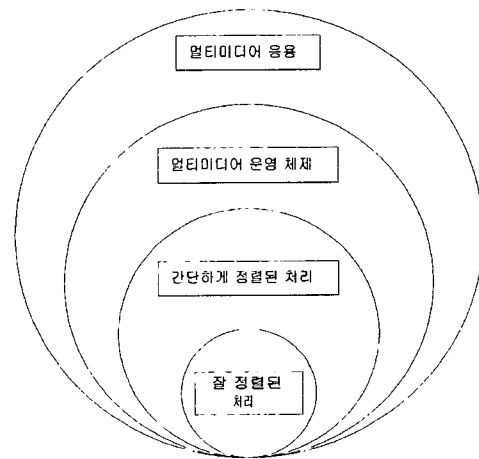 멀티미디어 응용
멀티미디어 운영 체제
간단하게 정렬된 처리
잘 정렬된
처리